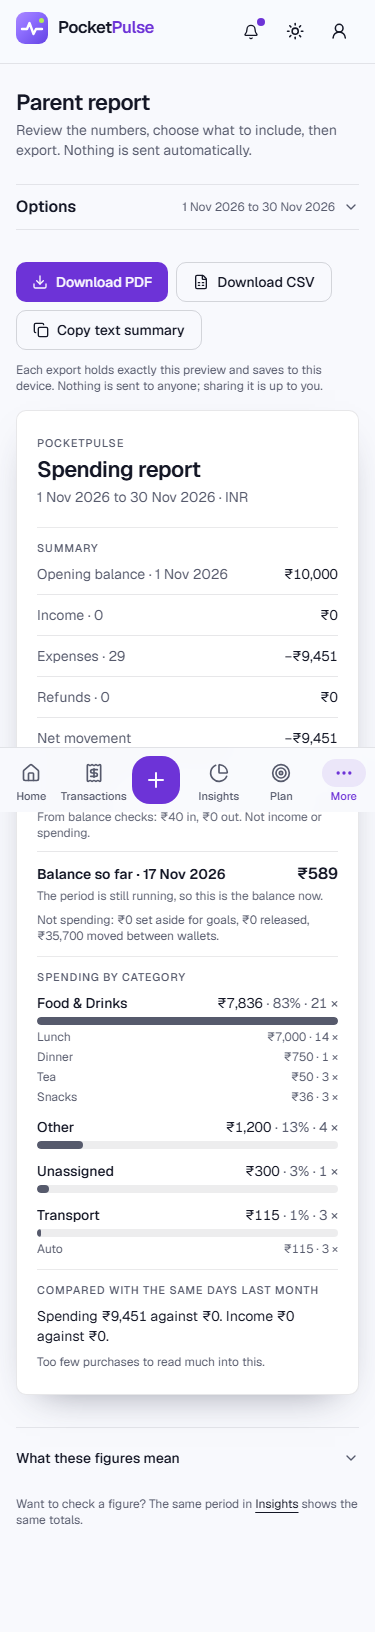 PocketPulse
Parent report
Review the numbers, choose what to include, then
export. Nothing is sent automatically.
Options
1 Nov 2026 to 30 Nov 2026
Download PDF
Download CSV
Copy text summary
Each export holds exactly this preview and saves to this
device. Nothing is sent to anyone; sharing it is up to you.
POCKETPULSE
Spending report
1 Nov 2026 to 30 Nov 2026 · INR
SUMMARY
Opening balance · 1 Nov 2026 ₹10,000
Income · 0 ₹0
Expenses · 29 −₹9,451
Refunds · 0 ₹0
Net movement −₹9,451
Home
Transactions
Insights
Plan
More
From balance checks: ₹40 in, ₹0 out. Not income or
spending.
Balance so far · 17 Nov 2026 ₹589
The period is still running, so this is the balance now.
Not spending: ₹0 set aside for goals, ₹0 released,
₹35,700 moved between wallets.
SPENDING BY CATEGORY
Food & Drinks ₹7,836 · 83% · 21 ×
Lunch ₹7,000 · 14 ×
Dinner ₹750 · 1 ×
Tea ₹50 · 3 ×
Snacks ₹36 · 3 ×
Other ₹1,200 · 13% · 4 ×
Unassigned ₹300 · 3% · 1 ×
Transport ₹115 · 1% · 3 ×
Auto ₹115 · 3 ×
COMPARED WITH THE SAME DAYS LAST MONTH
Spending ₹9,451 against ₹0. Income ₹0
against ₹0.
Too few purchases to read much into this.
What these figures mean
Want to check a figure? The same period in Insights shows the
same totals.